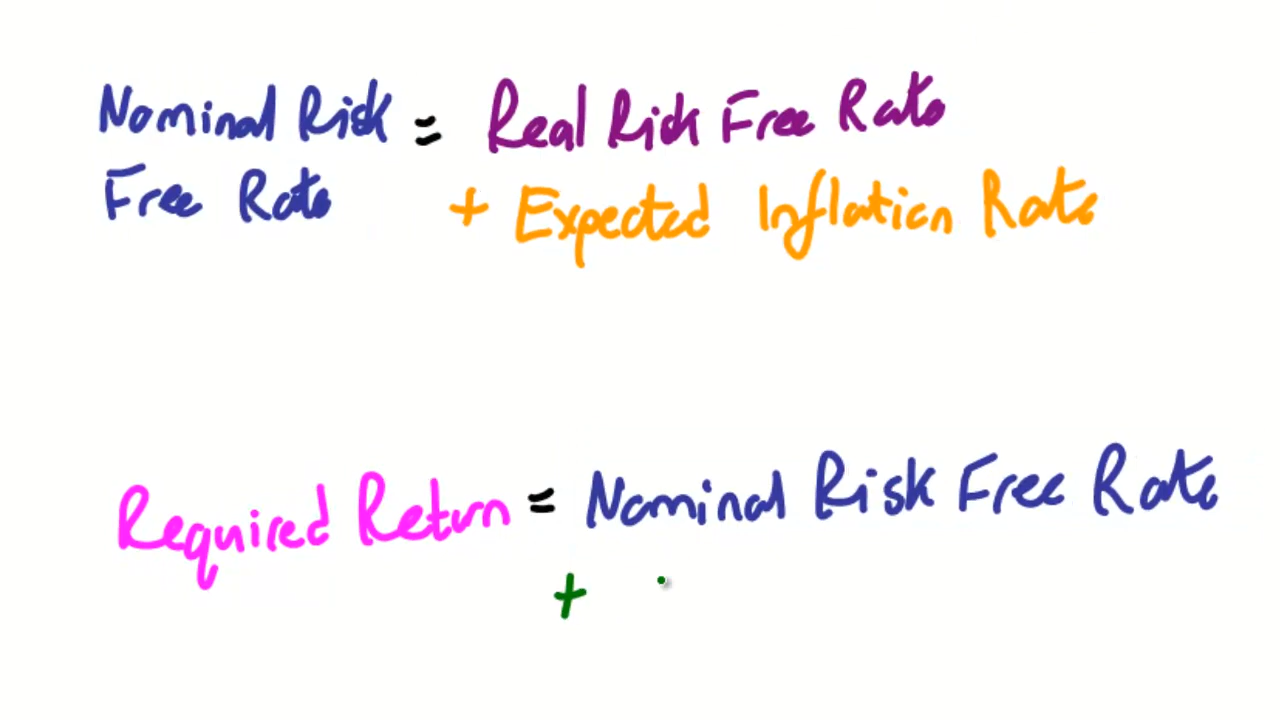 Nominal Risk = Real Risk Free Rate
Free Rate + Expected Inflation Rate
Required Return = Nominal Risk Free Rate
+